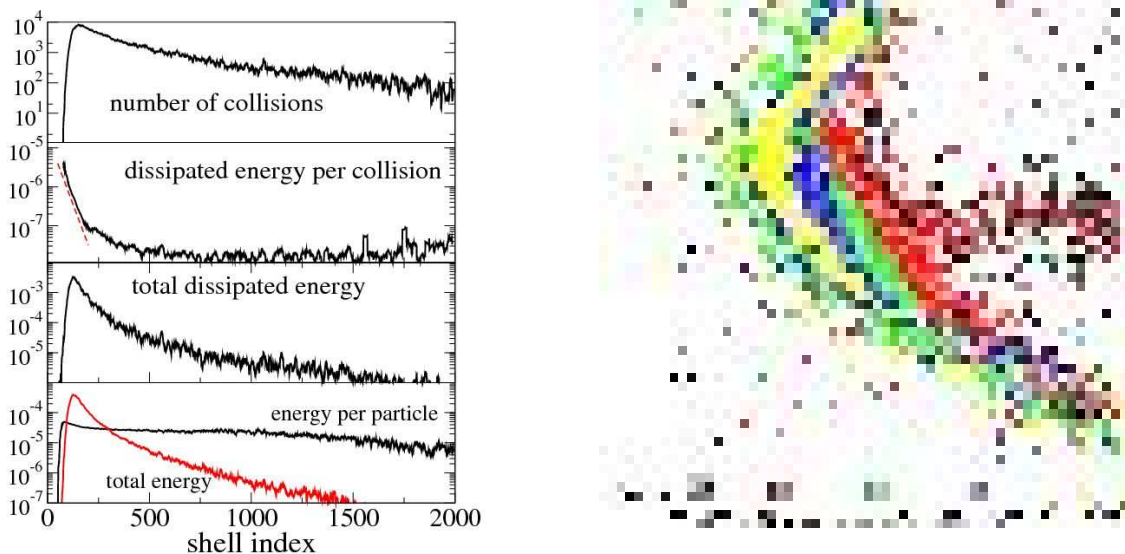 10^4
10^3
10^2
10^1
number of collisions
10^-5
dissipated energy per collision
10^-6
10^-7
total dissipated energy
10^-3
10^-4
10^-5
10^-4
energy per particle
10^-5
10^-6
total energy
10^-7
0 500 1000 1500 2000
shell index